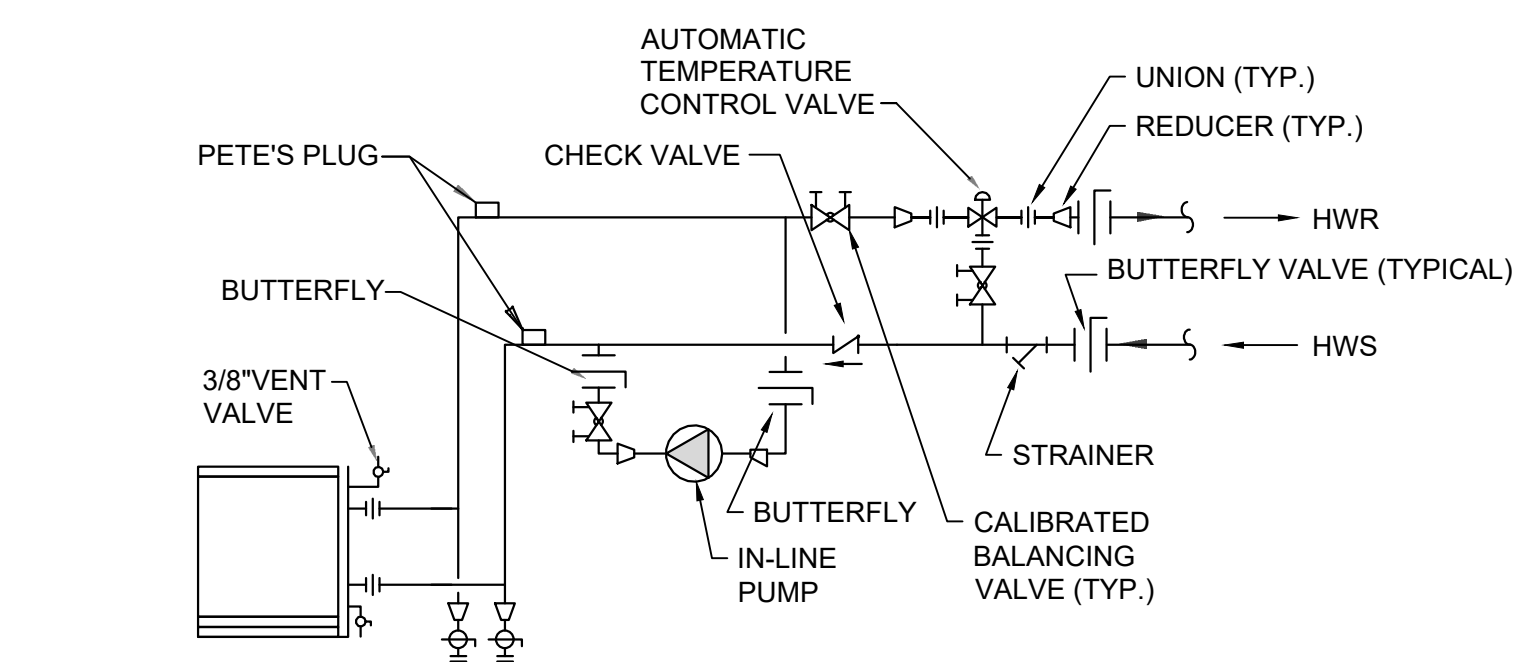 AUTOMATIC
TEMPERATURE
CONTROL VALVE
UNION (TYP.)
REDUCER (TYP.)
PETE'S PLUG
CHECK VALVE
HWR
BUTTERFLY VALVE (TYPICAL)
BUTTERFLY
HWS
3/8"VENT
VALVE
STRAINER
BUTTERFLY
CALIBRATED
BALANCING
VALVE (TYP.)
IN-LINE
PUMP